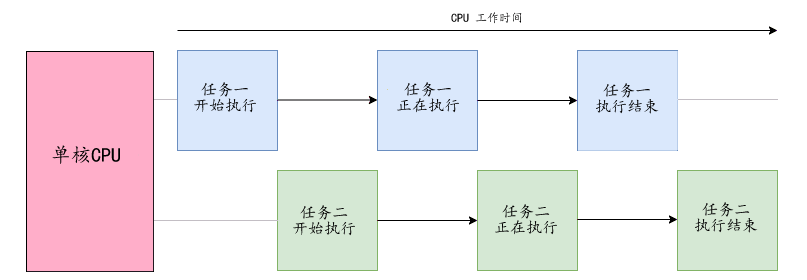 CPU 工作时间
单核CPU
任务一
开始执行
任务一
正在执行
任务一
执行结束
任务二
开始执行
任务二
正在执行
任务二
执行结束